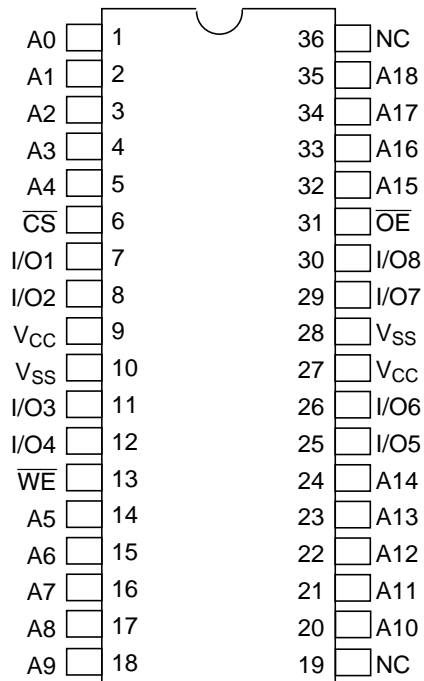 A0 1 36 NC
A1 2 35 A18
A2 3 34 A17
A3 4 33 A16
A4 5 32 A15
C̅S̅ 6 31 O̅E̅
I/O1 7 30 I/O8
I/O2 8 29 I/O7
VCC 9 28 VSS
VSS 10 27 VCC
I/O3 11 26 I/O6
I/O4 12 25 I/O5
W̅E̅ 13 24 A14
A5 14 23 A13
A6 15 22 A12
A7 16 21 A11
A8 17 20 A10
A9 18 19 NC